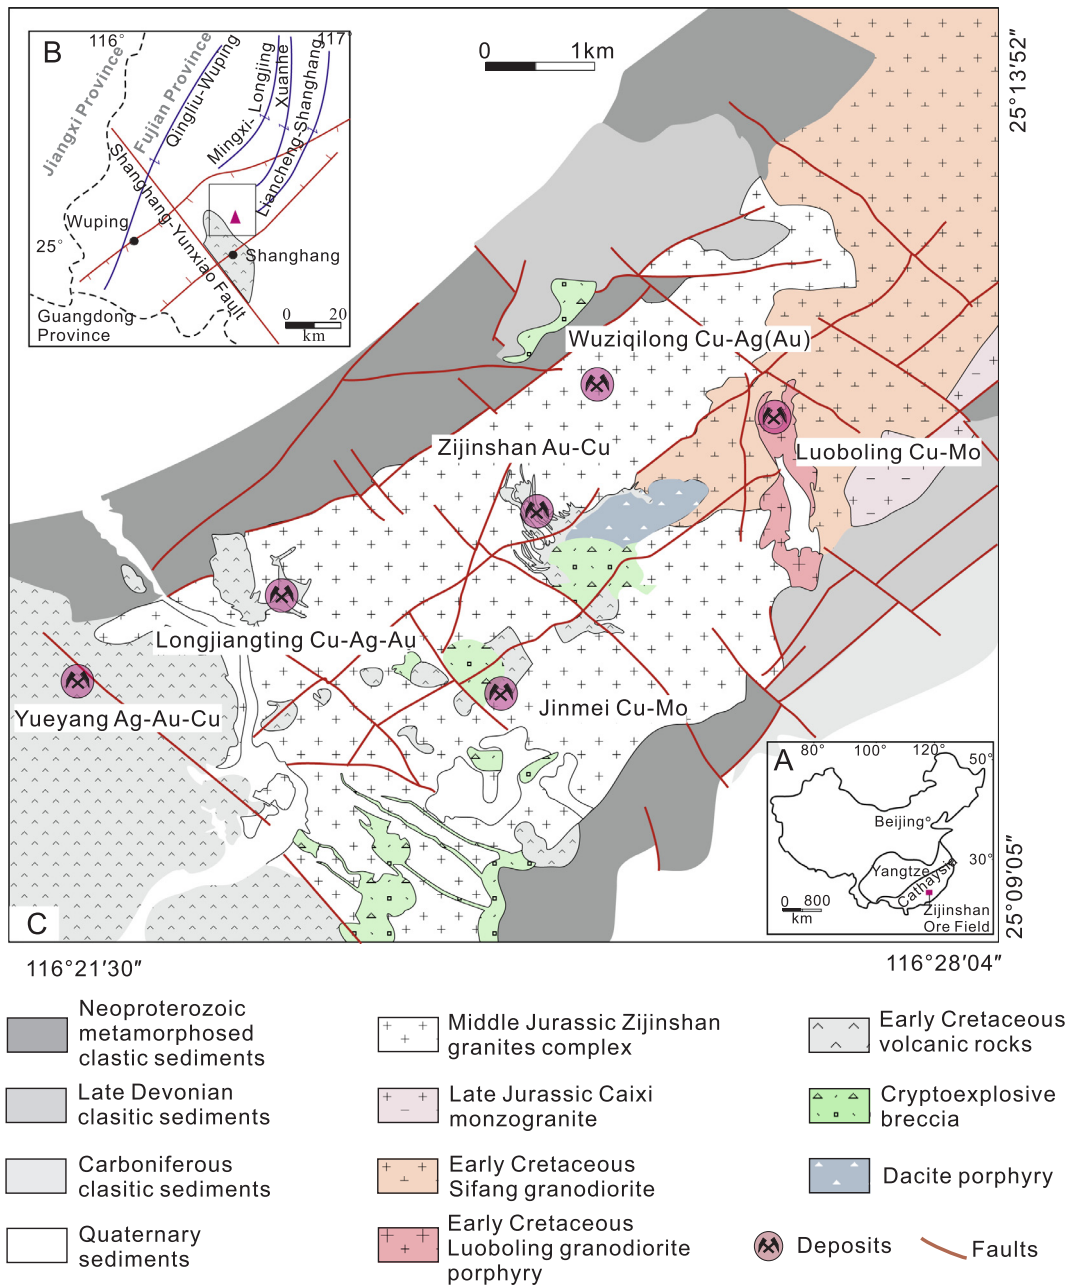 B
116°
117°
Jiangxi Province
Fujian Province
Qingliu-Wuping
Mingxi-Longjing
Xuanhe
Liancheng-Shanghang
Shanghang-Yunxiao Fault
Wuping
25°
Shanghang
Guangdong
Province
0 20
km
0 1km
25°13′52″
Wuziqilong Cu-Ag(Au)
Zijinshan Au-Cu
Luoboling Cu-Mo
Longjiangting Cu-Ag-Au
Yueyang Ag-Au-Cu
Jinmei Cu-Mo
A
80° 100° 120°
50°
Beijing°
30°
Yangtze
Cathaysia
0 800
km
Zijinshan
Ore Field
25°09′05″
C
116°21′30″
116°28′04″
Neoproterozoic
metamorphosed
clastic sediments
Late Devonian
clasitic sediments
Carboniferous
clasitic sediments
Quaternary
sediments
Middle Jurassic Zijinshan
granites complex
Late Jurassic Caixi
monzogranite
Early Cretaceous
Sifang granodiorite
Early Cretaceous
Luoboling granodiorite
porphyry
Early Cretaceous
volcanic rocks
Cryptoexplosive
breccia
Dacite porphyry
Deposits
Faults